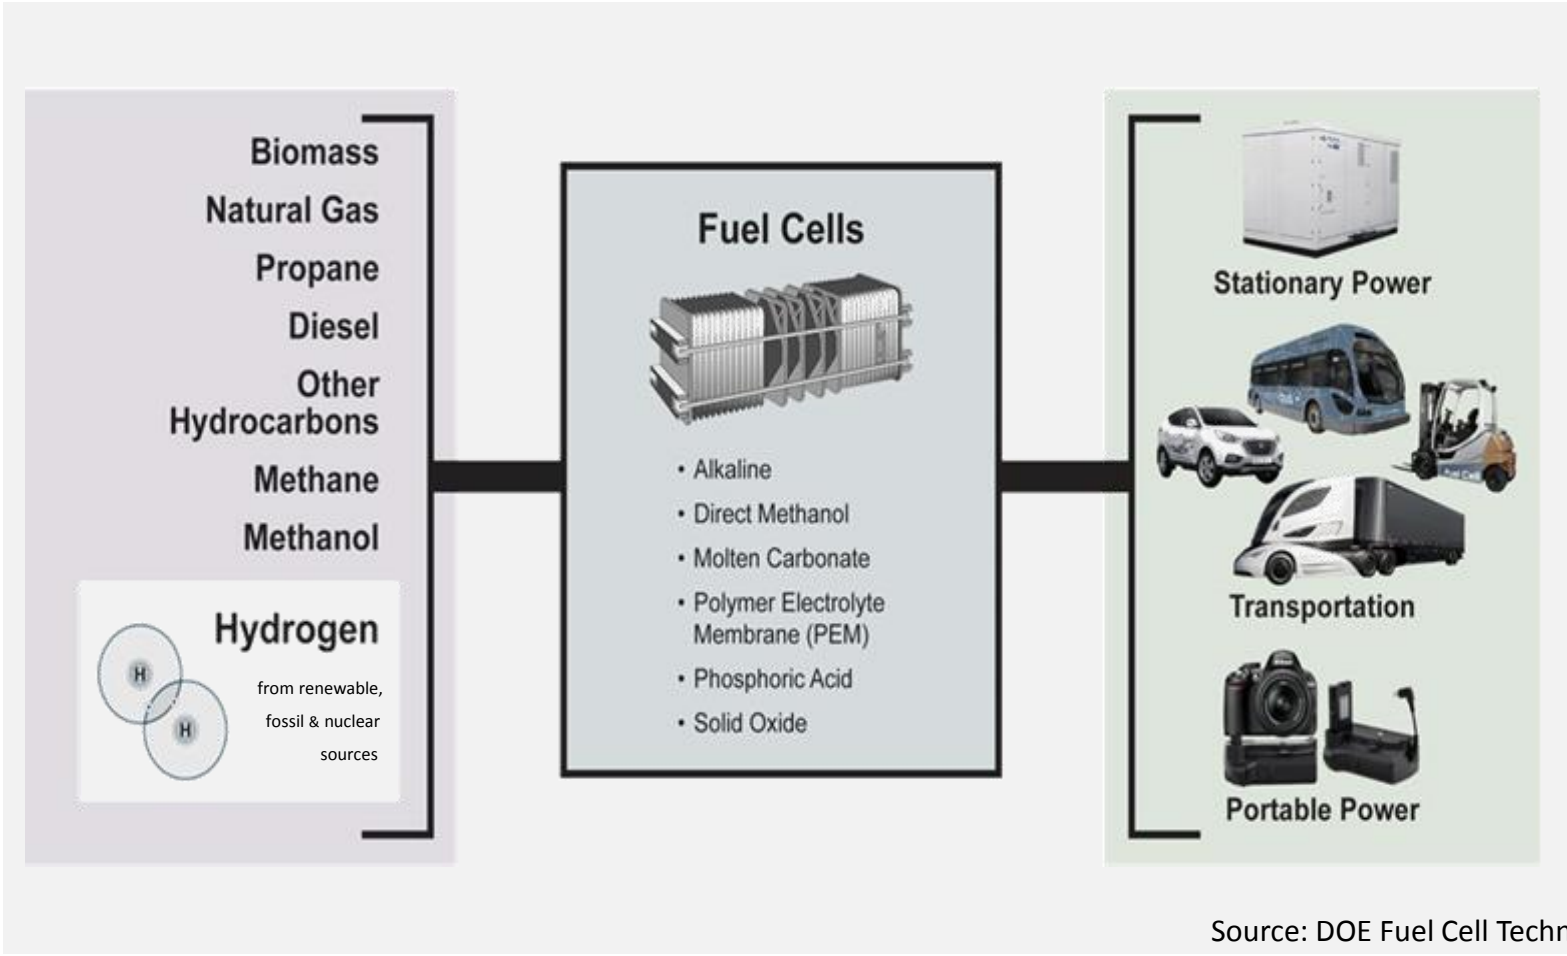 Biomass
Natural Gas
Propane
Diesel
Other
Hydrocarbons
Methane
Methanol
Hydrogen
H
H
from renewable,
fossil & nuclear
sources
Fuel Cells
• Alkaline
• Direct Methanol
• Molten Carbonate
• Polymer Electrolyte
Membrane (PEM)
• Phosphoric Acid
• Solid Oxide
Stationary Power
Fuel Cell
Transportation
Portable Power
Source: DOE Fuel Cell Techn